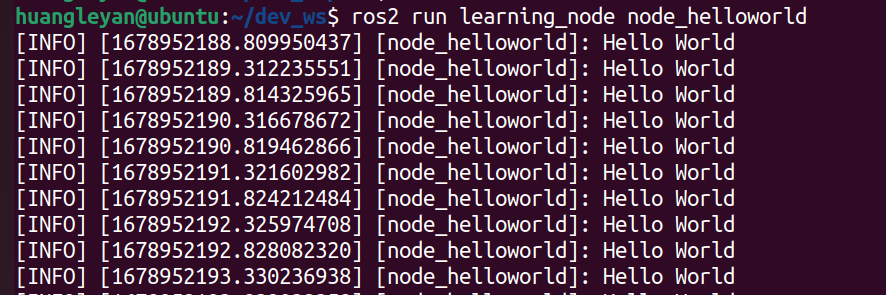 huangleyan@ubuntu:~/dev_ws$ ros2 run learning_node node_helloworld
[INFO] [1678952188.809950437] [node_helloworld]: Hello World
[INFO] [1678952189.312235551] [node_helloworld]: Hello World
[INFO] [1678952189.814325965] [node_helloworld]: Hello World
[INFO] [1678952190.316678672] [node_helloworld]: Hello World
[INFO] [1678952190.819462866] [node_helloworld]: Hello World
[INFO] [1678952191.321602982] [node_helloworld]: Hello World
[INFO] [1678952191.824212484] [node_helloworld]: Hello World
[INFO] [1678952192.325974708] [node_helloworld]: Hello World
[INFO] [1678952192.828082320] [node_helloworld]: Hello World
[INFO] [1678952193.330236938] [node_helloworld]: Hello World